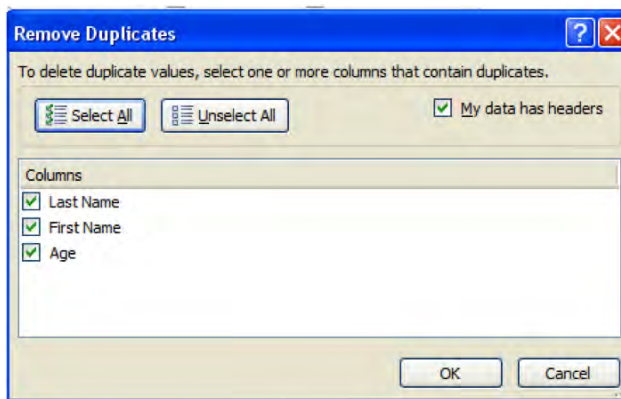 Remove Duplicates
To delete duplicate values, select one or more columns that contain duplicates.
Select All Unselect All My data has headers
Columns
Last Name
First Name
Age
OK Cancel